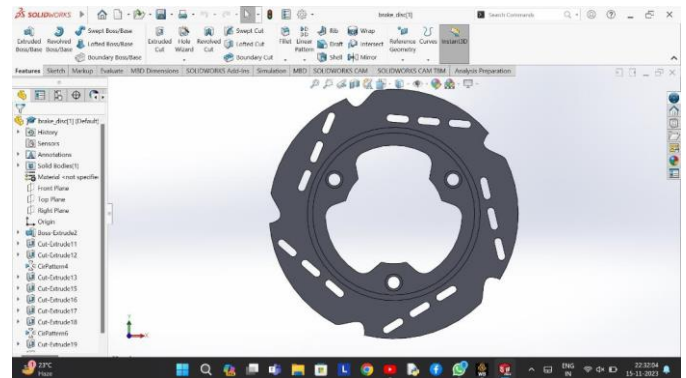 SOLIDWORKS
brake_disc[1]
Search Commands
Extruded Boss/Base
Revolved Boss/Base
Swept Boss/Base
Lofted Boss/Base
Boundary Boss/Base
Extruded Cut
Hole Wizard
Revolved Cut
Swept Cut
Lofted Cut
Boundary Cut
Fillet
Linear Pattern
Rib
Draft
Shell
Wrap
Intersect
Mirror
Reference Geometry
Curves
Instant3D
Features Sketch Markup Evaluate MBD Dimensions SOLIDWORKS Add-Ins Simulation MBD SOLIDWORKS CAM SOLIDWORKS CAM TBM Analysis Preparation
brake_disc[1] (Default)
History
Sensors
Annotations
Solid Bodies(1)
Material <not specifie
Front Plane
Top Plane
Right Plane
Origin
Boss-Extrude2
Cut-Extrude11
Cut-Extrude12
CirPattern4
Cut-Extrude13
Cut-Extrude15
Cut-Extrude16
Cut-Extrude17
Cut-Extrude18
CirPattern6
Cut-Extrude19
23°C
Haze
ENG
IN
22:32:04
15-11-2023